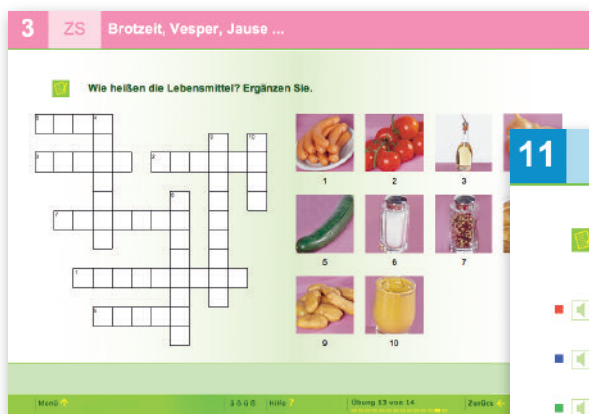 3 ZS Brotzeit, Vesper, Jause ...
Wie heißen die Lebensmittel? Ergänzen Sie.
1 2 3
5 6 7
9 10
11
Menü Hilfe ? Übung 13 von 14 Zurück